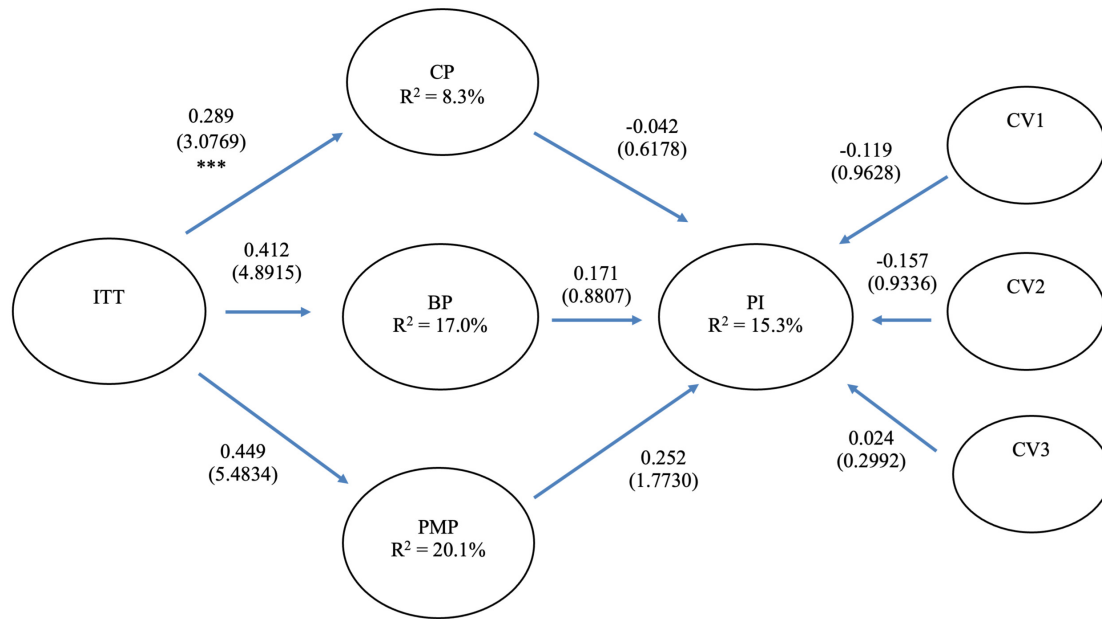 CP
R² = 8.3%
0.289
(3.0769)
***
-0.042
(0.6178)
CV1
-0.119
(0.9628)
ITT
0.412
(4.8915)
BP
R² = 17.0%
0.171
(0.8807)
PI
R² = 15.3%
-0.157
(0.9336)
CV2
0.449
(5.4834)
PMP
R² = 20.1%
0.252
(1.7730)
0.024
(0.2992)
CV3